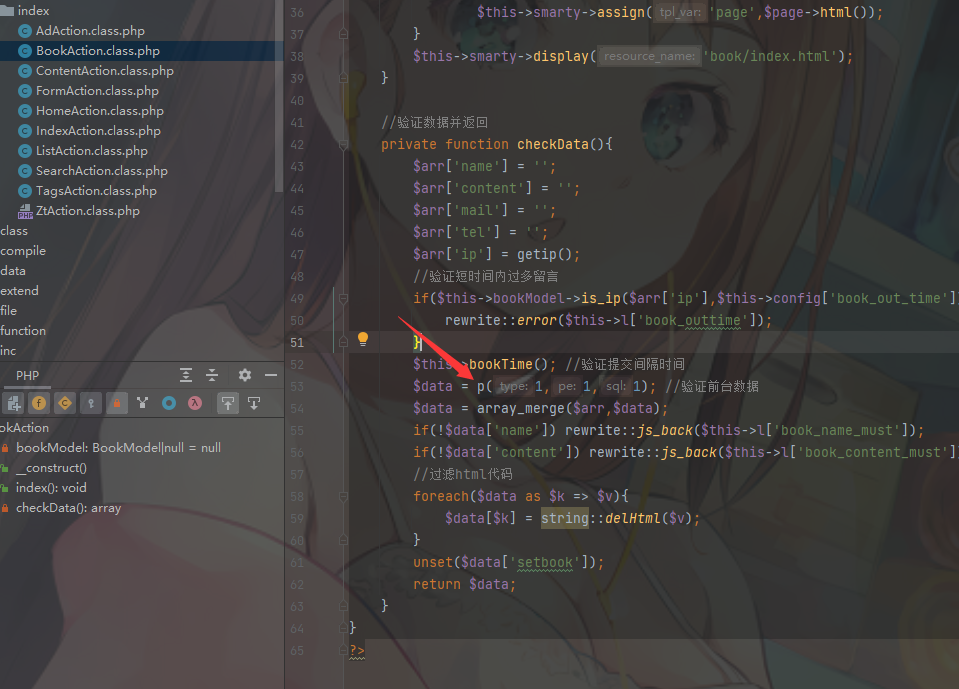 index
AdAction.class.php
BookAction.class.php
ContentAction.class.php
FormAction.class.php
HomeAction.class.php
IndexAction.class.php
ListAction.class.php
SearchAction.class.php
TagsAction.class.php
ZtAction.class.php
class
compile
data
extend
file
function
inc
PHP
okAction
bookModel: BookModel|null = null
__construct()
index(): void
checkData(): array
36 $this->smarty->assign( tpl_var: 'page',$page->html());
37 }
38 $this->smarty->display( resource_name: 'book/index.html');
39 }
40
41 //验证数据并返回
42 private function checkData(){
43 $arr['name'] = '';
44 $arr['content'] = '';
45 $arr['mail'] = '';
46 $arr['tel'] = '';
47 $arr['ip'] = getip();
48 //验证短时间内过多留言
49 if($this->bookModel->is_ip($arr['ip'],$this->config['book_out_time']
50 rewrite::error($this->l['book_outtime']);
51 }
52 $this->bookTime(); //验证提交间隔时间
53 $data = p( type: 1, pe: 1, sql: 1); //验证前台数据
54 $data = array_merge($arr,$data);
55 if(!$data['name']) rewrite::js_back($this->l['book_name_must']);
56 if(!$data['content']) rewrite::js_back($this->l['book_content_must']
57 //过滤html代码
58 foreach($data as $k => $v){
59 $data[$k] = string::delHtml($v);
60 }
61 unset($data['setbook']);
62 return $data;
63 }
64 }
65 ?>